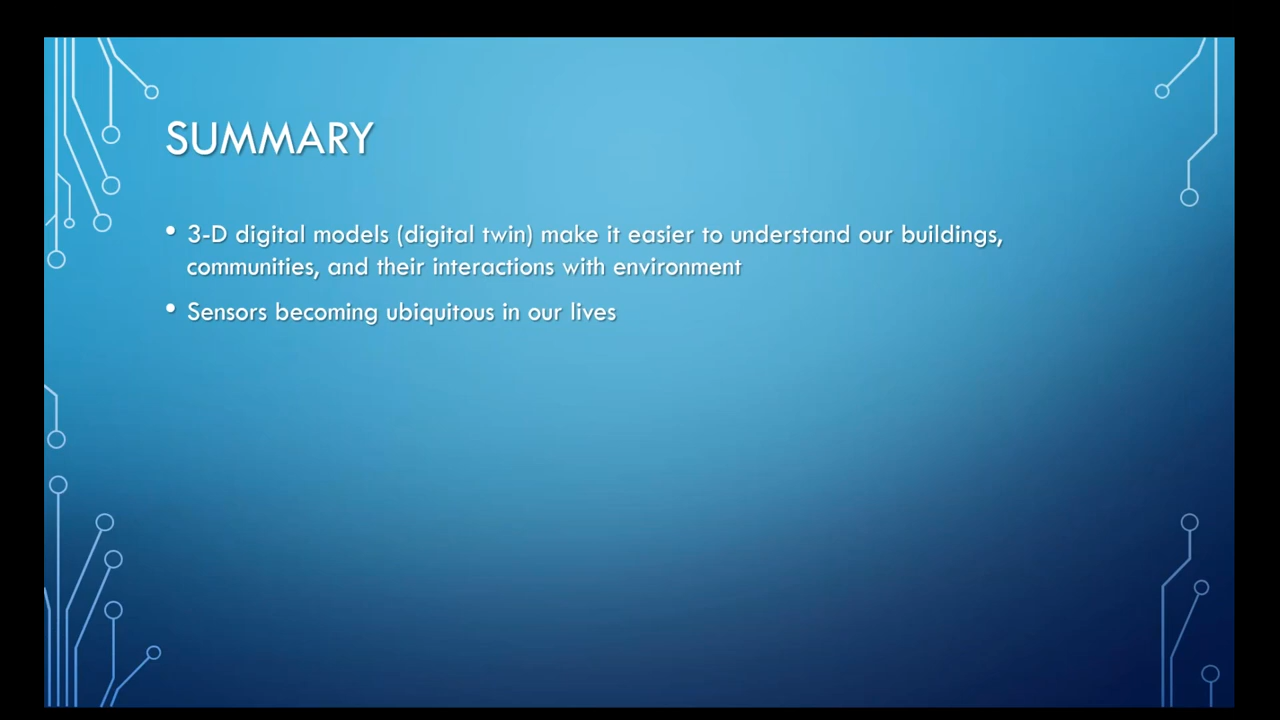 SUMMARY
• 3-D digital models (digital twin) make it easier to understand our buildings,
communities, and their interactions with environment
• Sensors becoming ubiquitous in our lives